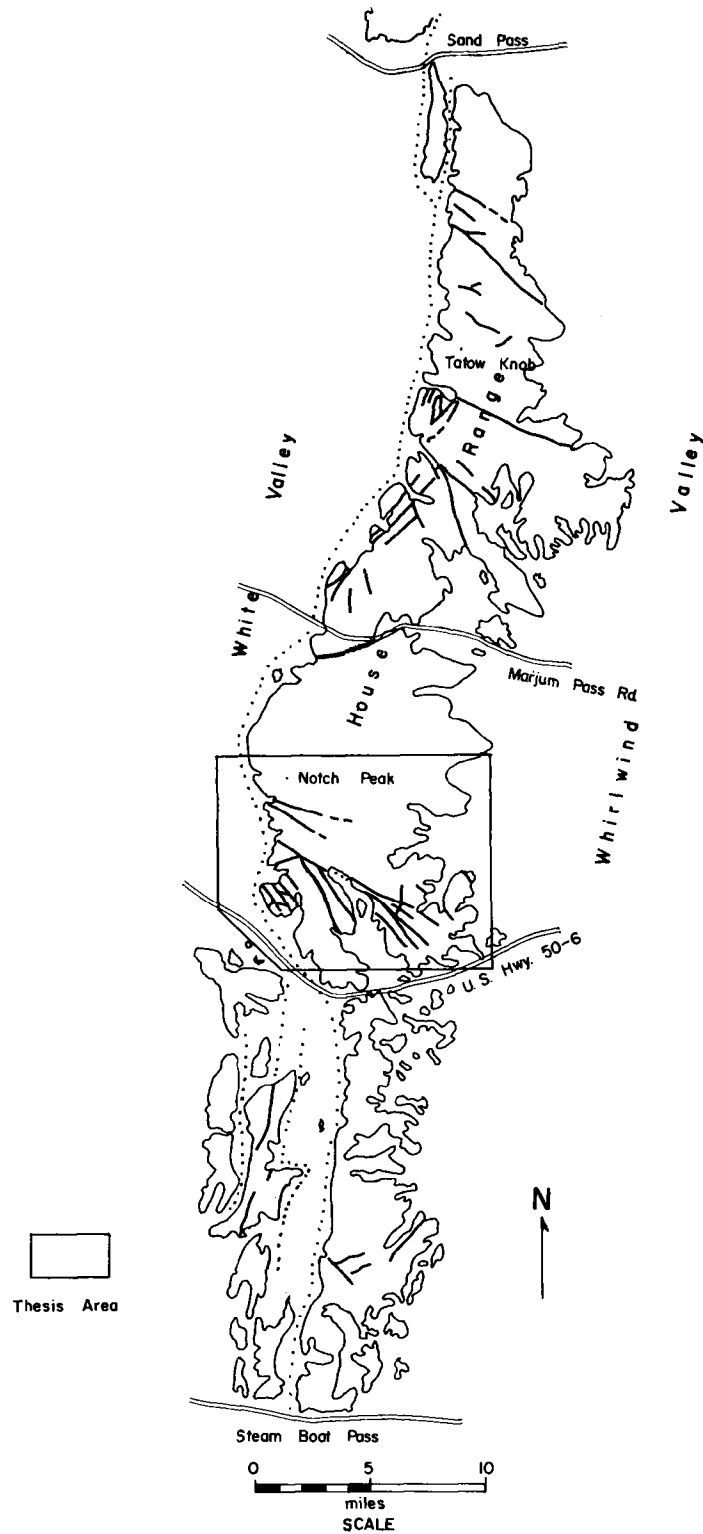 Sand Pass
Tatow Knob
House Range
White Valley
Marjum Pass Rd.
Whirlwind Valley
Notch Peak
U.S. Hwy. 50-6
N
Thesis Area
Steam Boat Pass
0 5 10
miles
SCALE